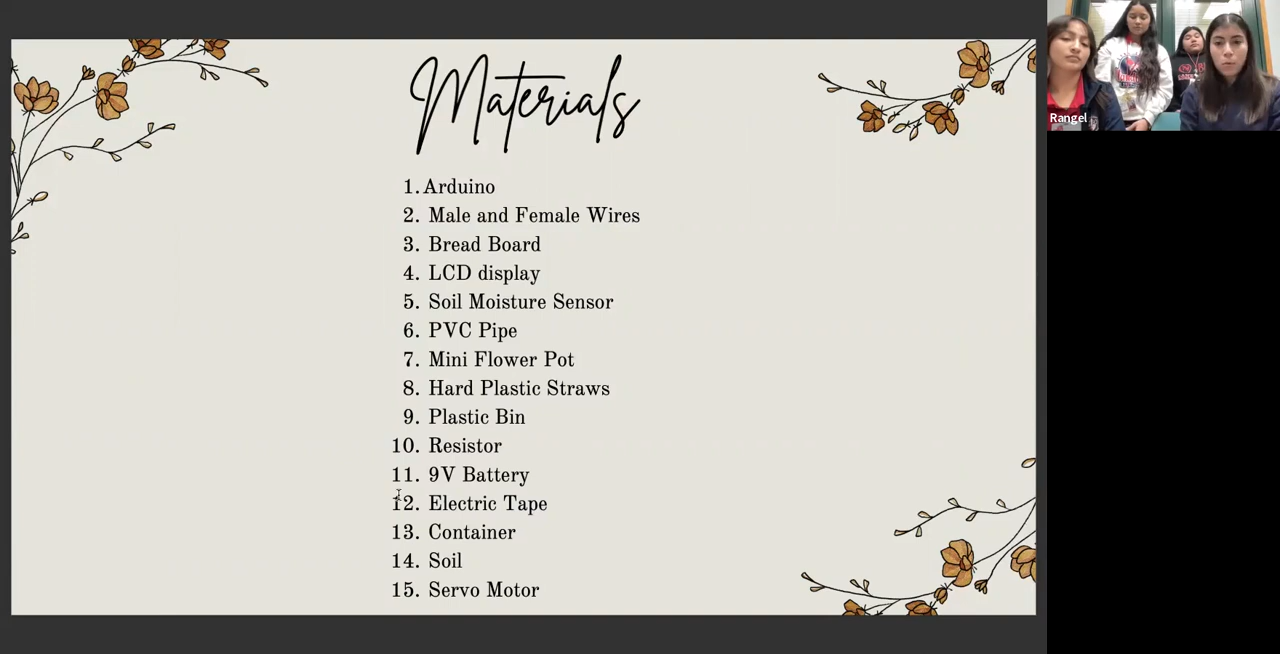 Materials
1. Arduino
2. Male and Female Wires
3. Bread Board
4. LCD display
5. Soil Moisture Sensor
6. PVC Pipe
7. Mini Flower Pot
8. Hard Plastic Straws
9. Plastic Bin
10. Resistor
11. 9V Battery
12. Electric Tape
13. Container
14. Soil
15. Servo Motor
Rangel